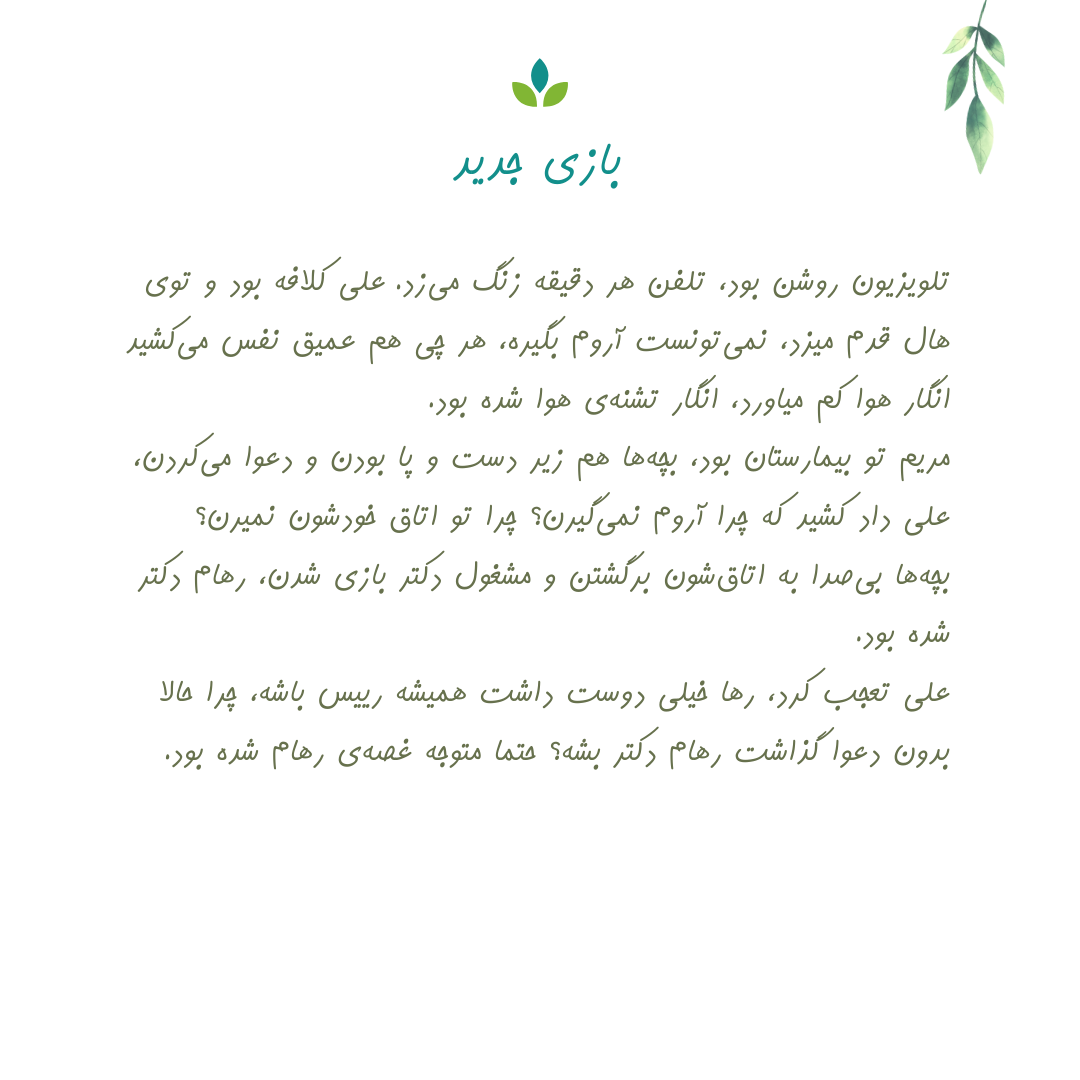 بازی جدید
تلویزیون روشن بود، تلفن هر دقیقه زنگ می‌زد. علی کلافه بود و توی
هال قدم میزد، نمی‌تونست آروم بگیره، هر چی هم عمیق نفس می‌کشید
انگار هوا کم میاورد، انگار تشنه‌ی هوا شده بود.
مریم تو بیمارستان بود، بچه‌ها هم زیر دست و پا بودن و دعوا می‌کردن،
علی داد کشید که چرا آروم نمی‌گیرن؟ چرا تو اتاق خودشون نمیرن؟
بچه‌ها بی‌صدا به اتاق‌شون برگشتن و مشغول دکتر بازی شدن، رهام دکتر
شده بود.
علی تعجب کرد، رها خیلی دوست داشت همیشه رییس باشه، چرا حالا
بدون دعوا گذاشت رهام دکتر بشه؟ حتما متوجه غصه‌ی رهام شده بود.